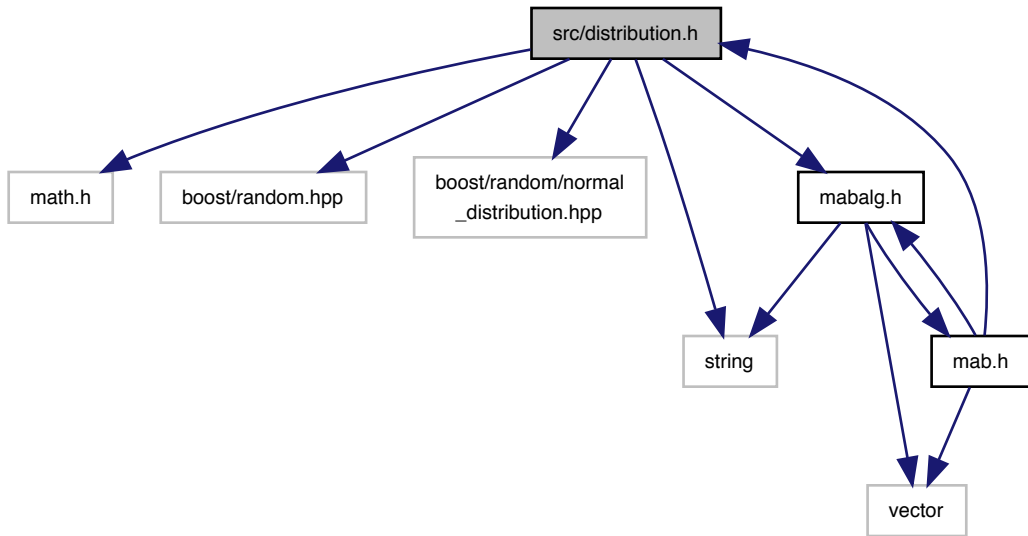 src/distribution.h
math.h
boost/random.hpp
boost/random/normal
_distribution.hpp
mabalg.h
string
mab.h
vector